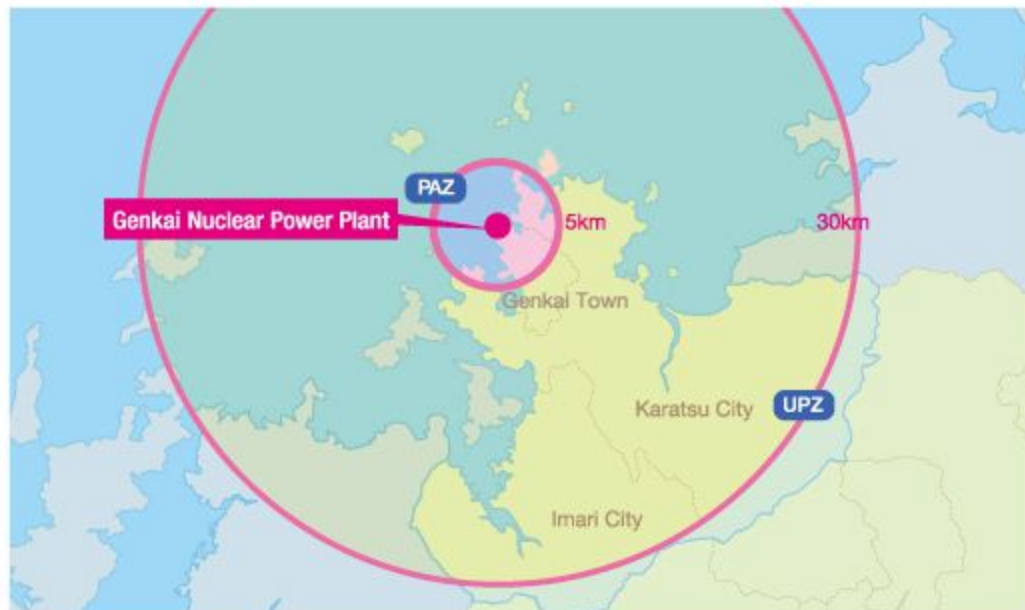 PAZ
Genkai Nuclear Power Plant
5km
30km
Genkai Town
Karatsu City
UPZ
Imari City